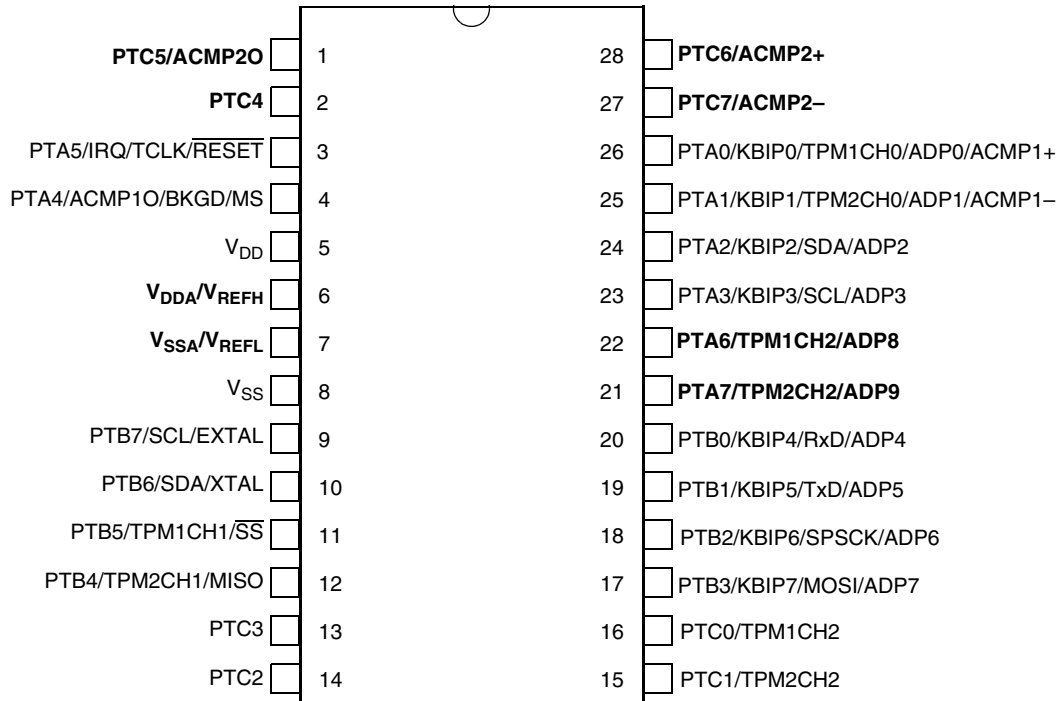 PTC5/ACMP2O 1 28 PTC6/ACMP2+
PTC4 2 27 PTC7/ACMP2–
PTA5/IRQ/TCLK/R̅E̅S̅E̅T̅ 3 26 PTA0/KBIP0/TPM1CH0/ADP0/ACMP1+
PTA4/ACMP1O/BKGD/MS 4 25 PTA1/KBIP1/TPM2CH0/ADP1/ACMP1–
VDD 5 24 PTA2/KBIP2/SDA/ADP2
VDDA/VREFH 6 23 PTA3/KBIP3/SCL/ADP3
VSSA/VREFL 7 22 PTA6/TPM1CH2/ADP8
VSS 8 21 PTA7/TPM2CH2/ADP9
PTB7/SCL/EXTAL 9 20 PTB0/KBIP4/RxD/ADP4
PTB6/SDA/XTAL 10 19 PTB1/KBIP5/TxD/ADP5
PTB5/TPM1CH1/S̅S̅ 11 18 PTB2/KBIP6/SPSCK/ADP6
PTB4/TPM2CH1/MISO 12 17 PTB3/KBIP7/MOSI/ADP7
PTC3 13 16 PTC0/TPM1CH2
PTC2 14 15 PTC1/TPM2CH2